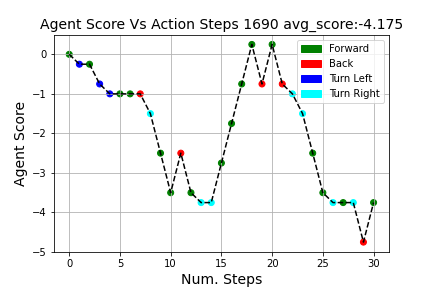 Agent Score Vs Action Steps 1690 avg_score:-4.175
Agent Score
0
−1
−2
−3
−4
−5
Forward
Back
Turn Left
Turn Right
0 5 10 15 20 25 30
Num. Steps